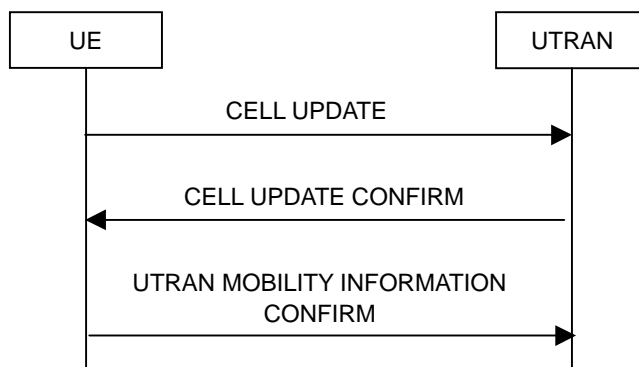 UE
UTRAN
CELL UPDATE
CELL UPDATE CONFIRM
UTRAN MOBILITY INFORMATION
CONFIRM